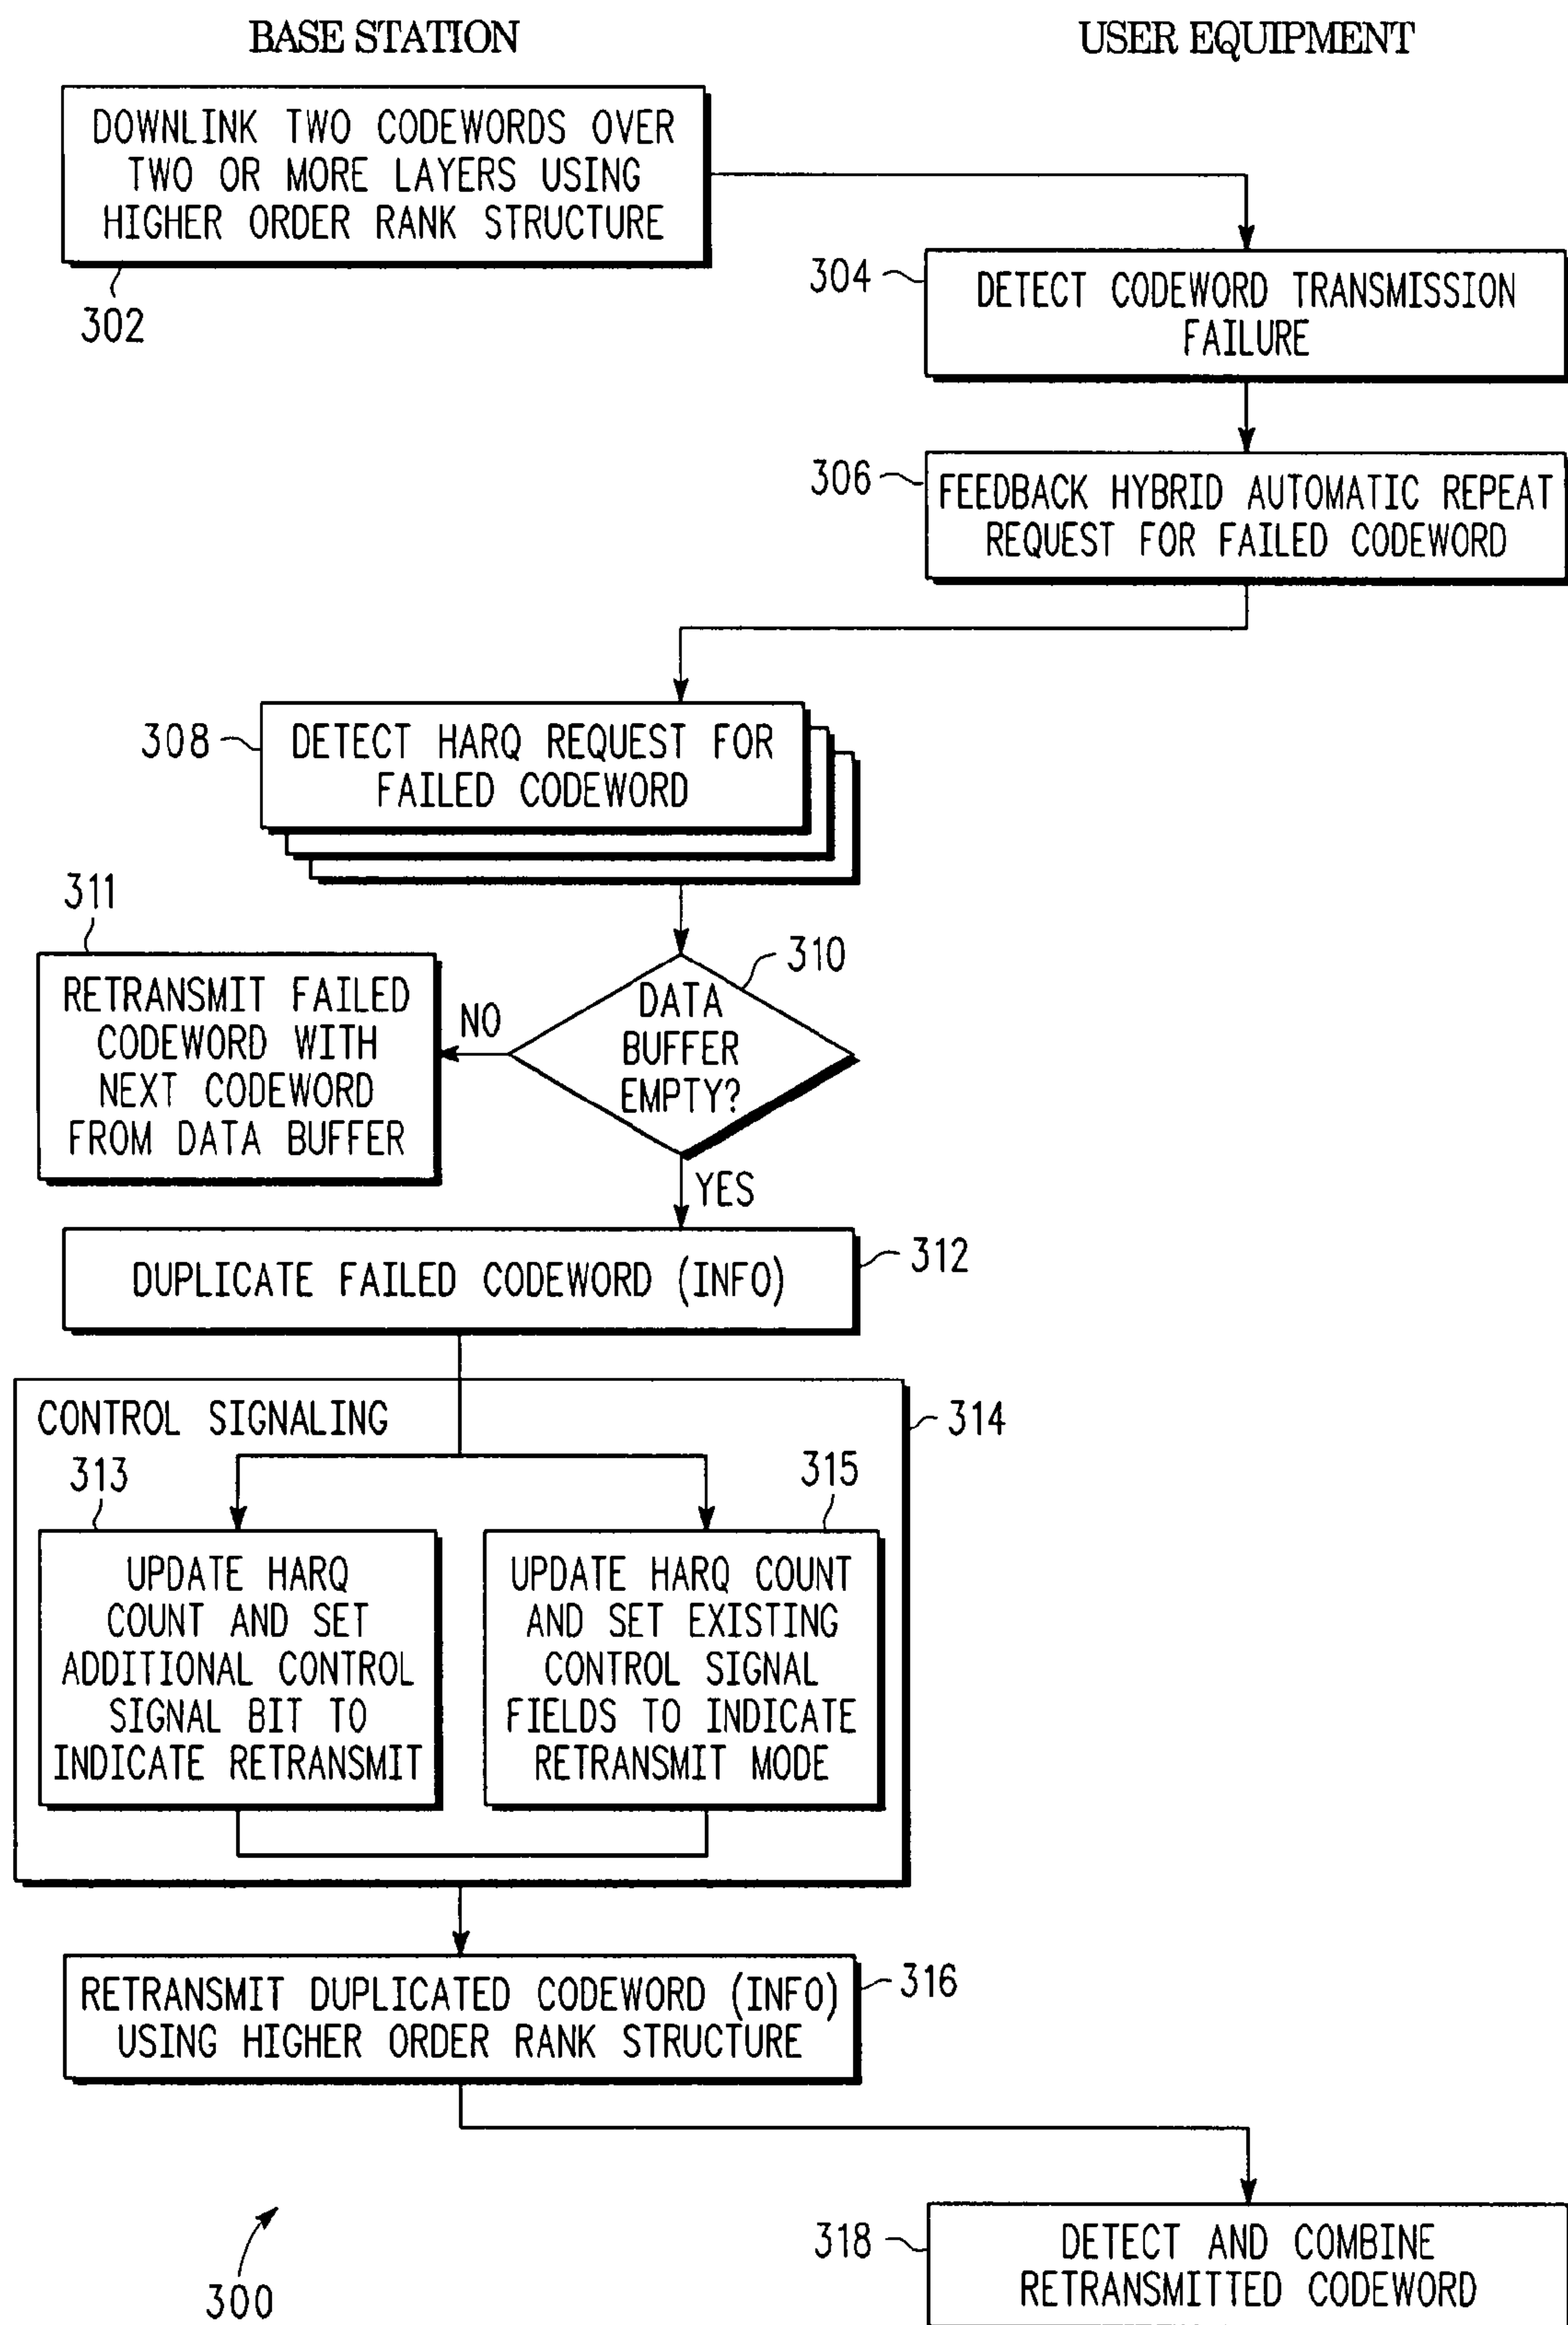 BASE STATION
USER EQUIPMENT
DOWNLINK TWO CODEWORDS OVER
TWO OR MORE LAYERS USING
HIGHER ORDER RANK STRUCTURE
302
304
DETECT CODEWORD TRANSMISSION
FAILURE
306
FEEDBACK HYBRID AUTOMATIC REPEAT
REQUEST FOR FAILED CODEWORD
308
DETECT HARQ REQUEST FOR
FAILED CODEWORD
311
RETRANSMIT FAILED
CODEWORD WITH
NEXT CODEWORD
FROM DATA BUFFER
NO
310
DATA
BUFFER
EMPTY?
YES
DUPLICATE FAILED CODEWORD (INFO)
312
CONTROL SIGNALING
314
313
UPDATE HARQ
COUNT AND SET
ADDITIONAL CONTROL
SIGNAL BIT TO
INDICATE RETRANSMIT
315
UPDATE HARQ COUNT
AND SET EXISTING
CONTROL SIGNAL
FIELDS TO INDICATE
RETRANSMIT MODE
RETRANSMIT DUPLICATED CODEWORD (INFO)
USING HIGHER ORDER RANK STRUCTURE
316
318
DETECT AND COMBINE
RETRANSMITTED CODEWORD
300